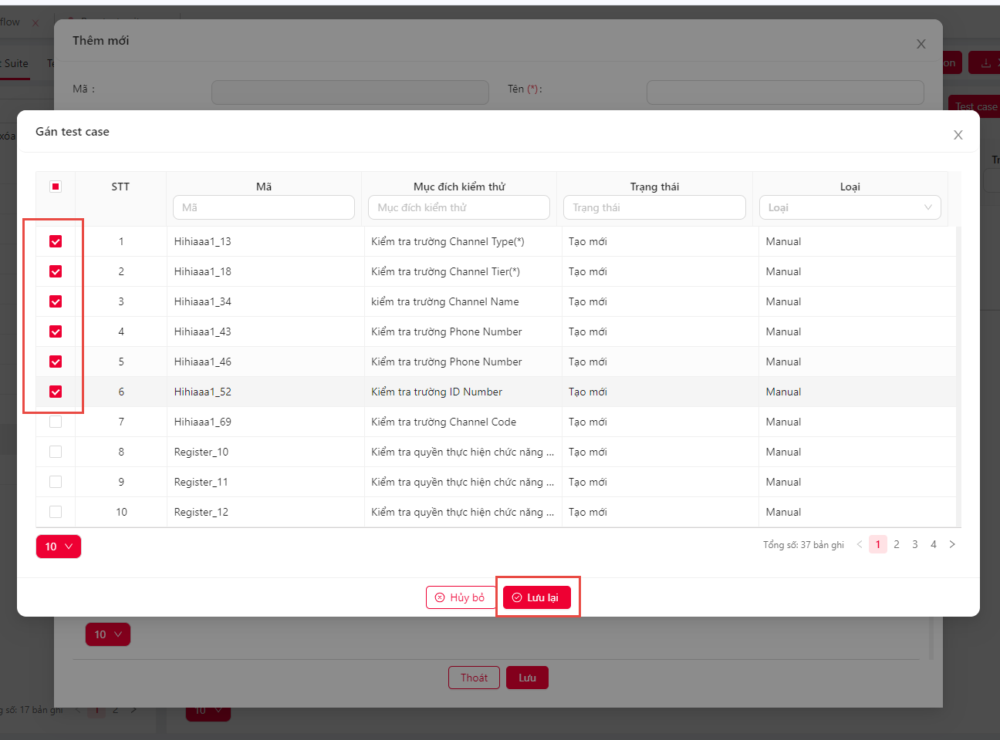 flow
Thêm mới
t Suite
Mã :
Tên (*):
Test case
xóa
Gán test case
STT
Mã
Mục đích kiểm thử
Trạng thái
Loại
Mã
Mục đích kiểm thử
Trạng thái
Loại
1 Hihiaaa1_13 Kiểm tra trường Channel Type(*) Tạo mới Manual
2 Hihiaaa1_18 Kiểm tra trường Channel Tier(*) Tạo mới Manual
3 Hihiaaa1_34 kiểm tra trường Channel Name Tạo mới Manual
4 Hihiaaa1_43 Kiểm tra trường Phone Number Tạo mới Manual
5 Hihiaaa1_46 Kiểm tra trường Phone Number Tạo mới Manual
6 Hihiaaa1_52 Kiểm tra trường ID Number Tạo mới Manual
7 Hihiaaa1_69 Kiểm tra trường Channel Code Tạo mới Manual
8 Register_10 Kiểm tra quyền thực hiện chức năng ... Tạo mới Manual
9 Register_11 Kiểm tra quyền thực hiện chức năng ... Tạo mới Manual
10 Register_12 Kiểm tra quyền thực hiện chức năng ... Tạo mới Manual
10
Tổng số: 37 bản ghi
1 2 3 4
Hủy bỏ
Lưu lại
10
Thoát
Lưu
g số: 17 bản ghi
1 2
10